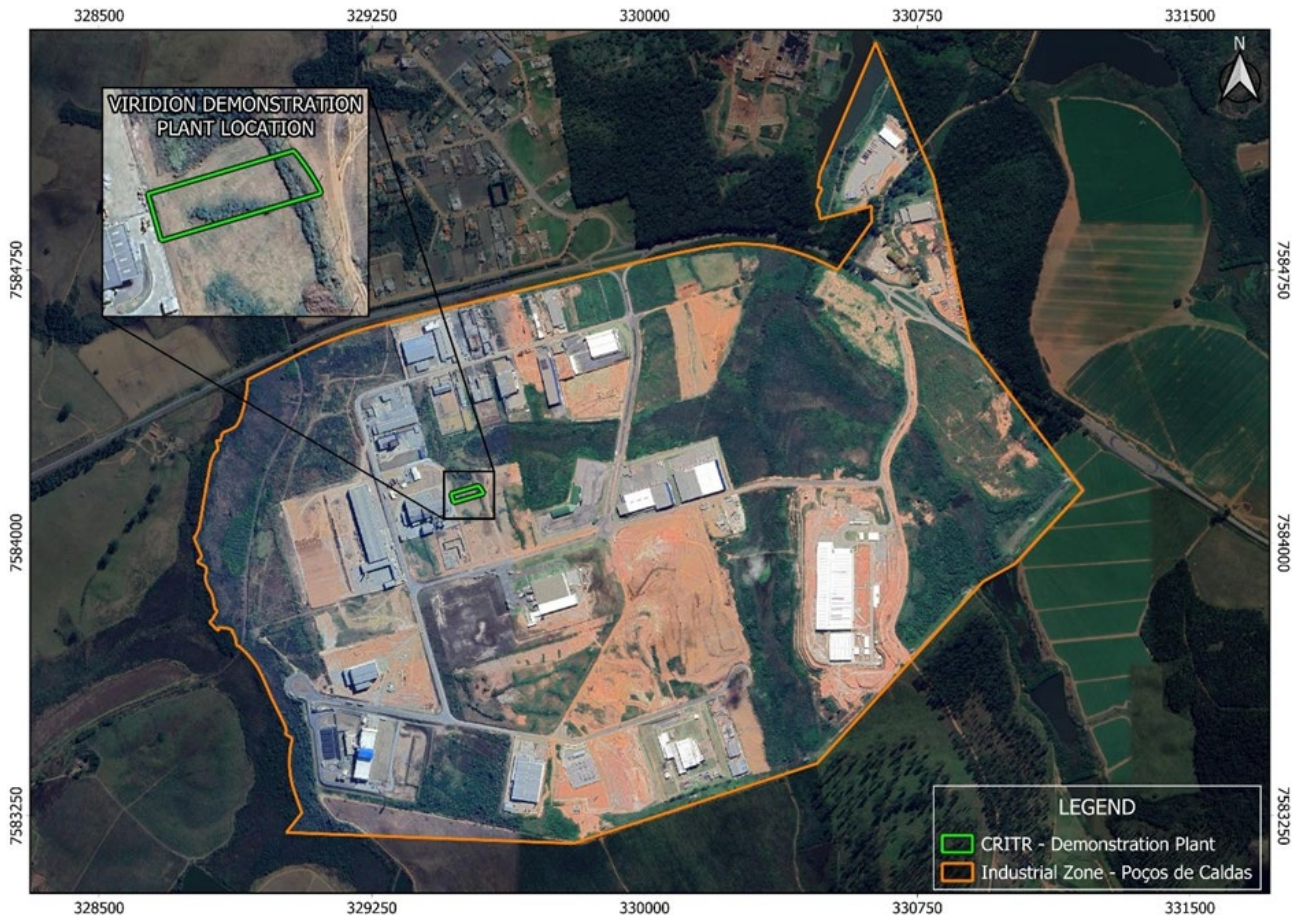 328500 329250 330000 330750 331500
N
VIRIDION DEMONSTRATION
PLANT LOCATION
7584750 7584750
7584000 7584000
7583250 7583250
LEGEND
CRITR - Demonstration Plant
Industrial Zone - Poços de Caldas
328500 329250 330000 330750 331500